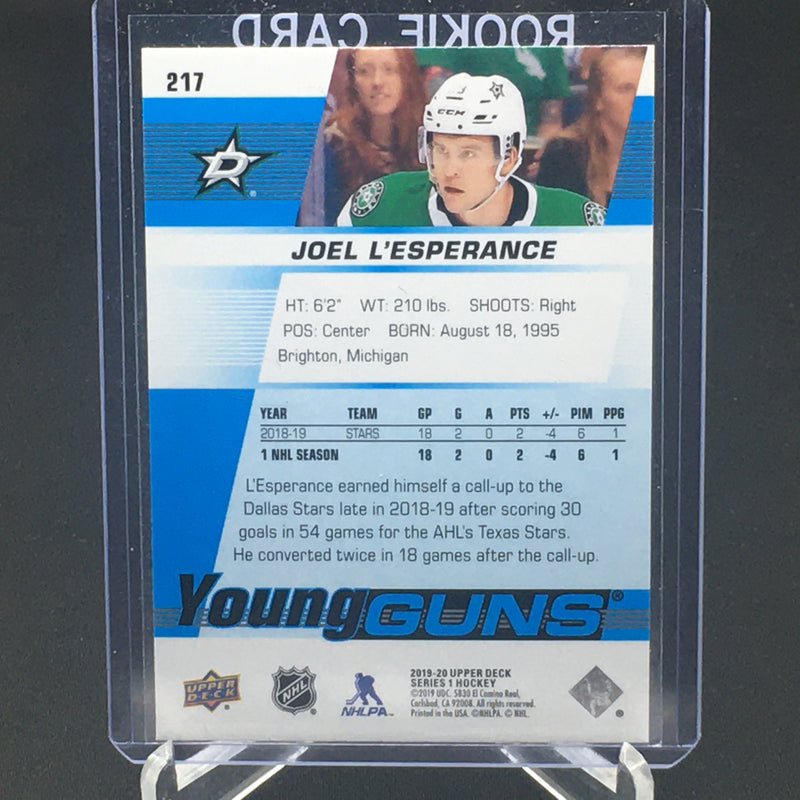 ROOKIE CARD
217
D
CCM
JOEL L'ESPERANCE
HT: 6'2" WT: 210 lbs. SHOOTS: Right
POS: Center BORN: August 18, 1995
Brighton, Michigan
YEAR TEAM GP G A PTS +/- PIM PPG
2018-19 STARS 18 2 0 2 -4 6 1
1 NHL SEASON 18 2 0 2 -4 6 1
L'Esperance earned himself a call-up to the
Dallas Stars late in 2018-19 after scoring 30
goals in 54 games for the AHL's Texas Stars.
He converted twice in 18 games after the call-up.
Young GUNS®
UPPER DECK
NHL
NHLPA
2019-20 UPPER DECK
SERIES 1 HOCKEY
©2019 UDC. 5830 El Camino Real,
Carlsbad, CA 92008. All rights reserved.
Printed in the USA. ©NHLPA. © NHL.